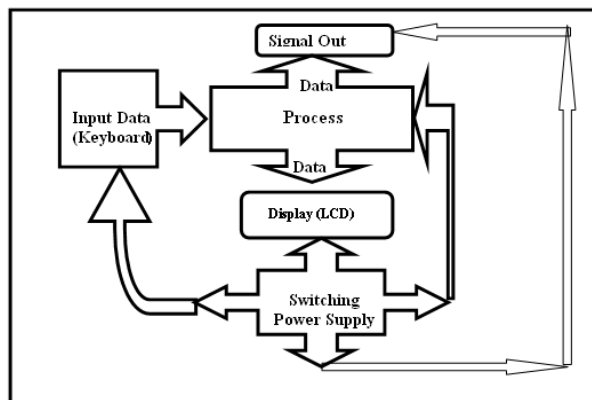 Signal Out
Data
Input Data
(Keyboard)
Process
Data
Display (LCD)
Switching
Power Supply